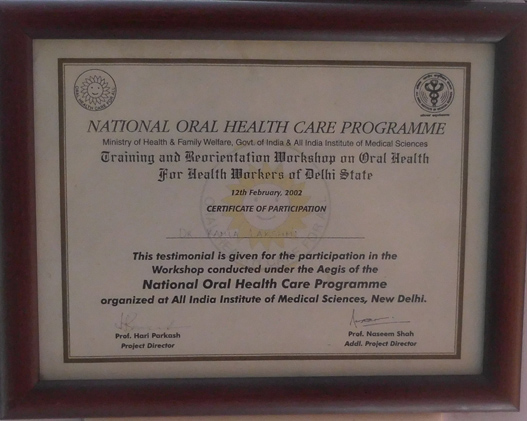 NATIONAL ORAL HEALTH CARE PROGRAMME
Ministry of Health & Family Welfare, Govt. of India & All India Institute of Medical Sciences
Training and Reorientation Workshop on Oral Health
For Health Workers of Delhi State
12th February, 2002
CERTIFICATE OF PARTICIPATION
This testimonial is given for the participation in the
Workshop conducted under the Aegis of the
National Oral Health Care Programme
organized at All India Institute of Medical Sciences, New Delhi.
Prof. Hari Parkash
Project Director
Prof. Naseem Shah
Addl. Project Director